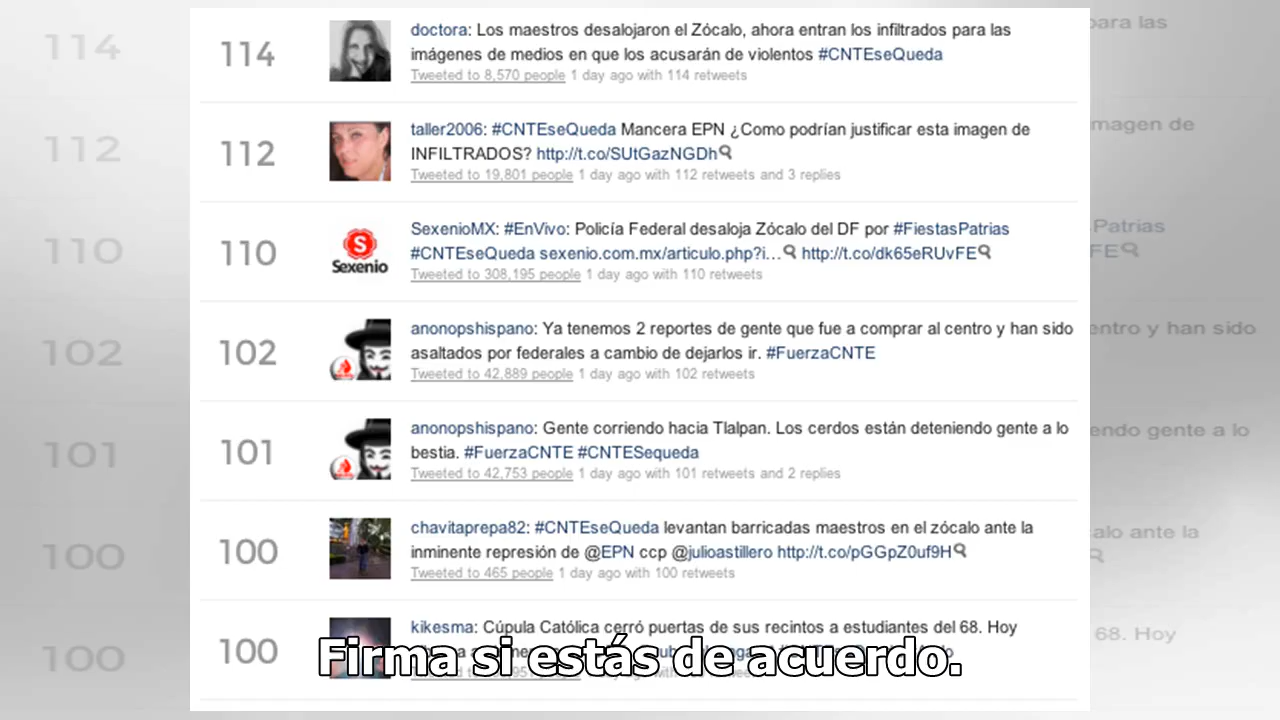 114
doctora: Los maestros desalojaron el Zócalo, ahora entran los infiltrados para las
imágenes de medios en que los acusarán de violentos #CNTEseQueda
Tweeted to 8,570 people 1 day ago with 114 retweets
112
taller2006: #CNTEseQueda Mancera EPN ¿Como podrían justificar esta imagen de
INFILTRADOS? http://t.co/SUtGazNGDh
Tweeted to 19,801 people 1 day ago with 112 retweets and 3 replies
110
Sexenio
SexenioMX: #EnVivo: Policía Federal desaloja Zócalo del DF por #FiestasPatrias
#CNTEseQueda sexenio.com.mx/articulo.php?i... http://t.co/dk65eRUvFE
Tweeted to 308,195 people 1 day ago with 110 retweets
102
anonopshispano: Ya tenemos 2 reportes de gente que fue a comprar al centro y han sido
asaltados por federales a cambio de dejarlos ir. #FuerzaCNTE
Tweeted to 42,889 people 1 day ago with 102 retweets
101
anonopshispano: Gente corriendo hacia Tlalpan. Los cerdos están deteniendo gente a lo
bestia. #FuerzaCNTE #CNTESequeda
Tweeted to 42,753 people 1 day ago with 101 retweets and 2 replies
100
chavitaprepa82: #CNTEseQueda levantan barricadas maestros en el zócalo ante la
inminente represión de @EPN ccp @julioastillero http://t.co/pGGpZ0uf9H
Tweeted to 465 people 1 day ago with 100 retweets
100
kikesma: Cúpula Católica cerró puertas de sus recintos a estudiantes del 68. Hoy
Firma si estás de acuerdo.